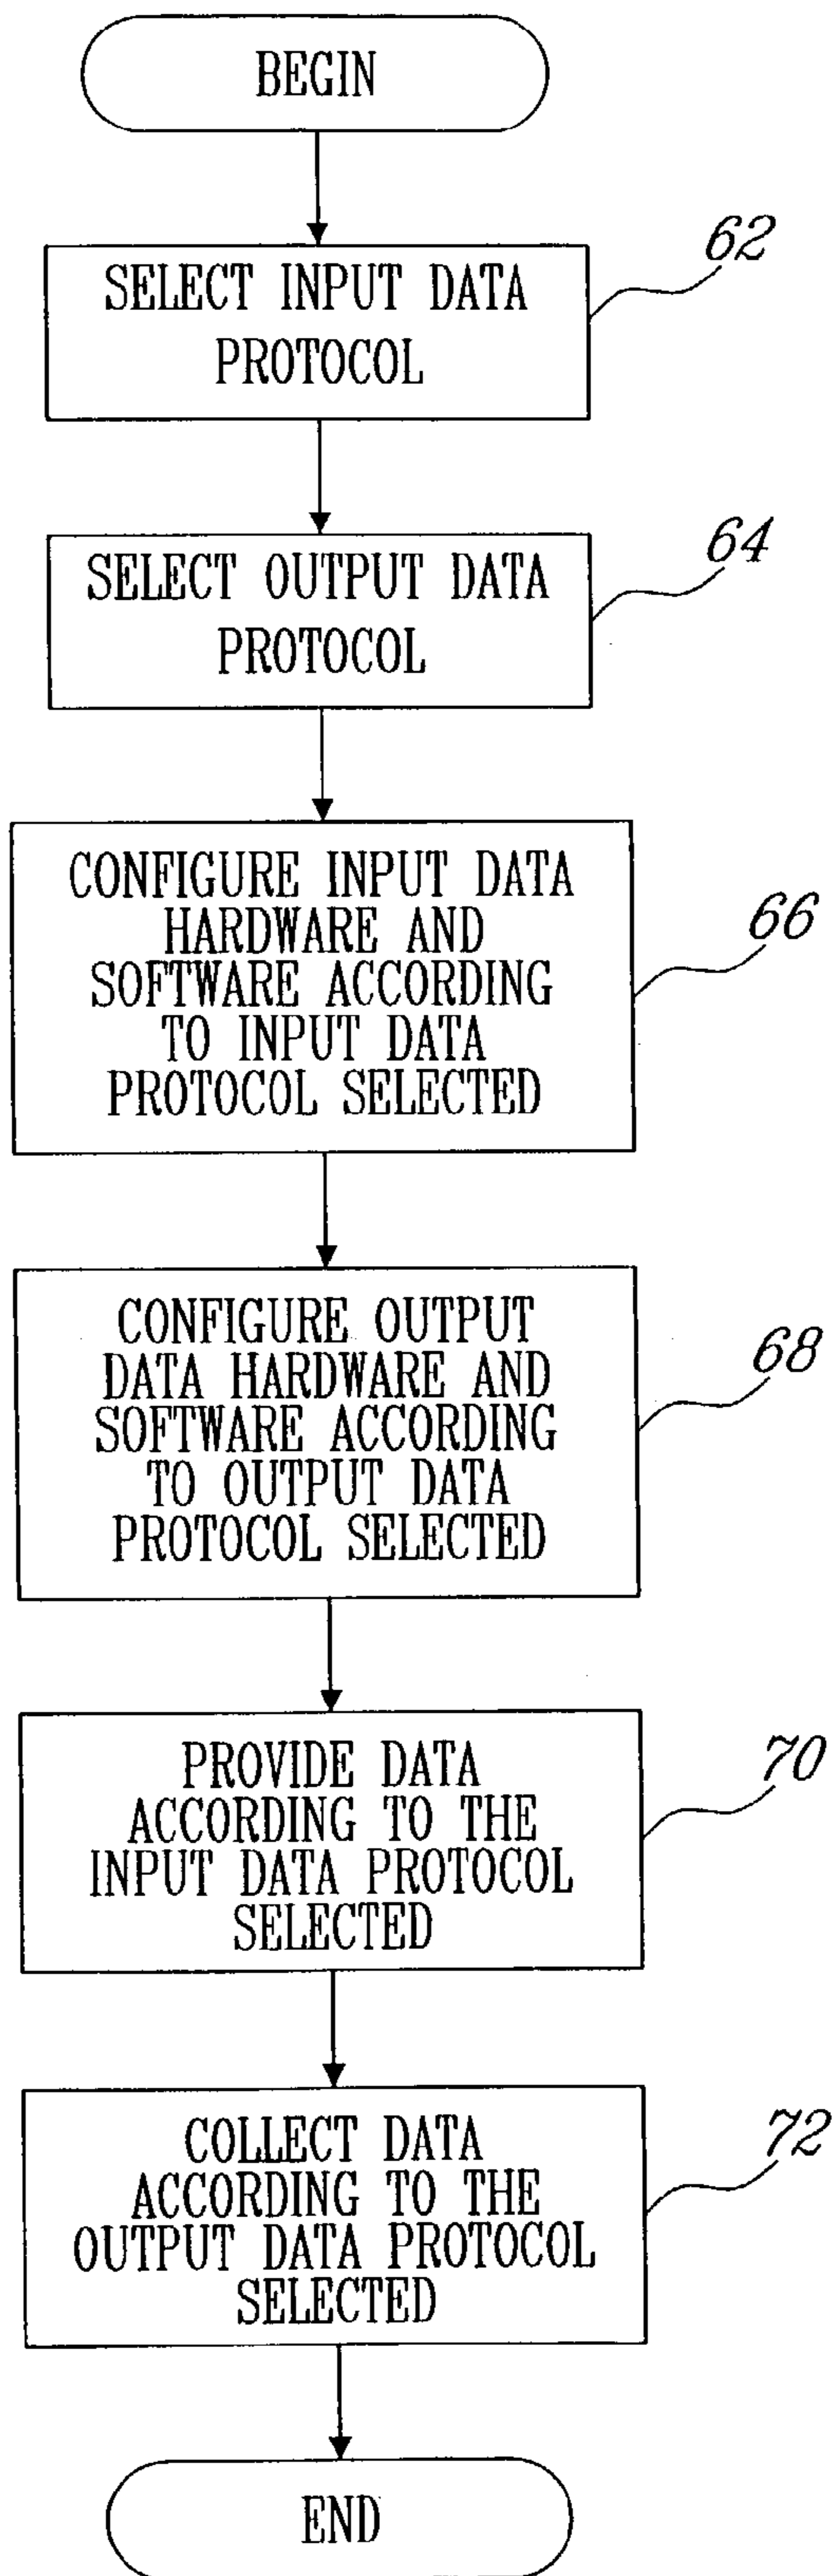 BEGIN
62
SELECT INPUT DATA
PROTOCOL
64
SELECT OUTPUT DATA
PROTOCOL
66
CONFIGURE INPUT DATA
HARDWARE AND
SOFTWARE ACCORDING
TO INPUT DATA
PROTOCOL SELECTED
68
CONFIGURE OUTPUT
DATA HARDWARE AND
SOFTWARE ACCORDING
TO OUTPUT DATA
PROTOCOL SELECTED
70
PROVIDE DATA
ACCORDING TO THE
INPUT DATA PROTOCOL
SELECTED
72
COLLECT DATA
ACCORDING TO THE
OUTPUT DATA PROTOCOL
SELECTED
END